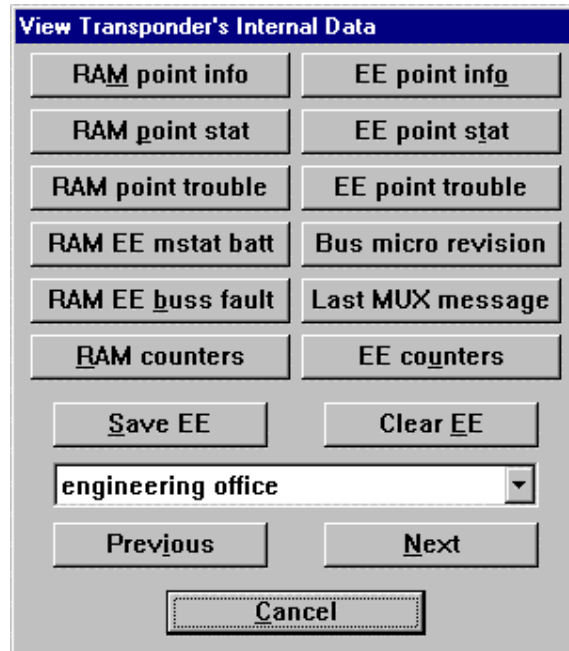 View Transponder's Internal Data
RAM point info EE point info
RAM point stat EE point stat
RAM point trouble EE point trouble
RAM EE mstat batt Bus micro revision
RAM EE buss fault Last MUX message
RAM counters EE counters
Save EE Clear EE
engineering office
Previous Next
Cancel